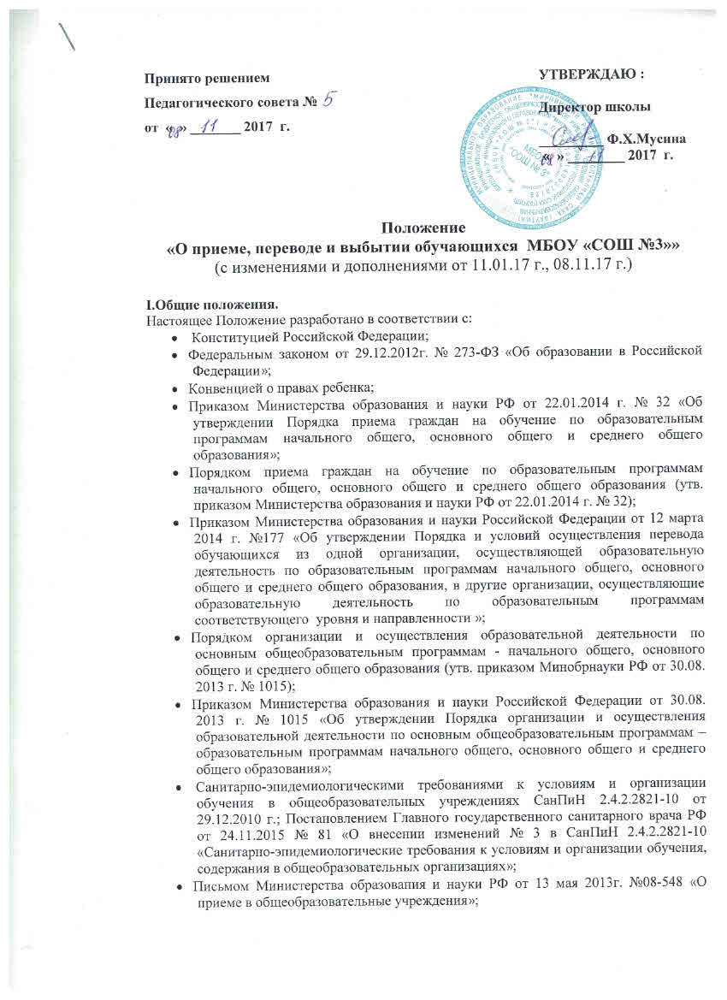 Принято решением
Педагогического совета № 5
от «08» 11 2017 г.
УТВЕРЖДАЮ :
Директор школы
Ф.Х.Мусина
«08» 11 2017 г.
МБОУ
"СОШ № 3"
Положение
«О приеме, переводе и выбытии обучающихся МБОУ «СОШ №3»»
(с изменениями и дополнениями от 11.01.17 г., 08.11.17 г.)
I.Общие положения.
Настоящее Положение разработано в соответствии с:
• Конституцией Российской Федерации;
• Федеральным законом от 29.12.2012г. № 273-ФЗ «Об образовании в Российской
Федерации»;
• Конвенцией о правах ребенка;
• Приказом Министерства образования и науки РФ от 22.01.2014 г. № 32 «Об
утверждении Порядка приема граждан на обучение по образовательным
программам начального общего, основного общего и среднего общего
образования»;
• Порядком приема граждан на обучение по образовательным программам
начального общего, основного общего и среднего общего образования (утв.
приказом Министерства образования и науки РФ от 22.01.2014 г. № 32);
• Приказом Министерства образования и науки Российской Федерации от 12 марта
2014 г. №177 «Об утверждении Порядка и условий осуществления перевода
обучающихся из одной организации, осуществляющей образовательную
деятельность по образовательным программам начального общего, основного
общего и среднего общего образования, в другие организации, осуществляющие
образовательную деятельность по образовательным программам
соответствующего уровня и направленности »;
• Порядком организации и осуществления образовательной деятельности по
основным общеобразовательным программам - начального общего, основного
общего и среднего общего образования (утв. приказом Минобрнауки РФ от 30.08.
2013 г. № 1015);
• Приказом Министерства образования и науки Российской Федерации от 30.08.
2013 г. № 1015 «Об утверждении Порядка организации и осуществления
образовательной деятельности по основным общеобразовательным программам –
образовательным программам начального общего, основного общего и среднего
общего образования»;
• Санитарно-эпидемиологическими требованиями к условиям и организации
обучения в общеобразовательных учреждениях СанПиН 2.4.2.2821-10 от
29.12.2010 г.; Постановлением Главного государственного санитарного врача РФ
от 24.11.2015 № 81 «О внесении изменений № 3 в СанПиН 2.4.2.2821-10
«Санитарно-эпидемиологические требования к условиям и организации обучения,
содержания в общеобразовательных организациях»;
• Письмом Министерства образования и науки РФ от 13 мая 2013г. №08-548 «О
приеме в общеобразовательные учреждения»;